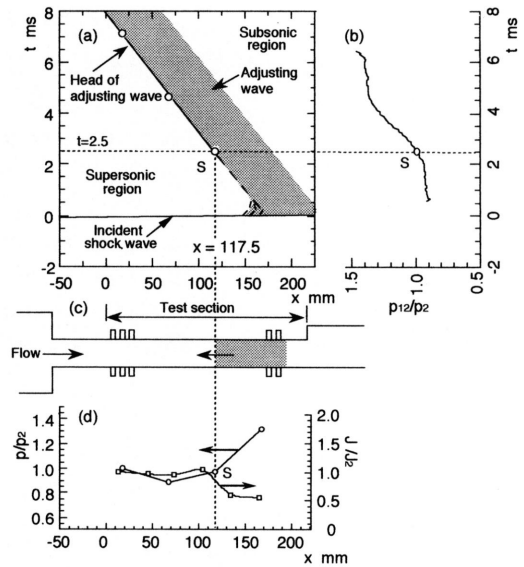 t ms
8
6
4
2
0
-2
(a)
Subsonic
region
Head of
adjusting wave
Adjusting
wave
t=2.5
S
Supersonic
region
Incident
shock wave
x = 117.5
-50 0 50 100 150 200
x mm
(b)
t ms
8
6
4
2
0
-2
S
1.5 1.0 0.5
p12/p2
(c)
Test section
Flow
(d)
p/p2
1.4
1.2
1.0
0.8
0.6
S
J/J2
2.0
1.5
1.0
0.5
0
-50 0 50 100 150 200
x mm